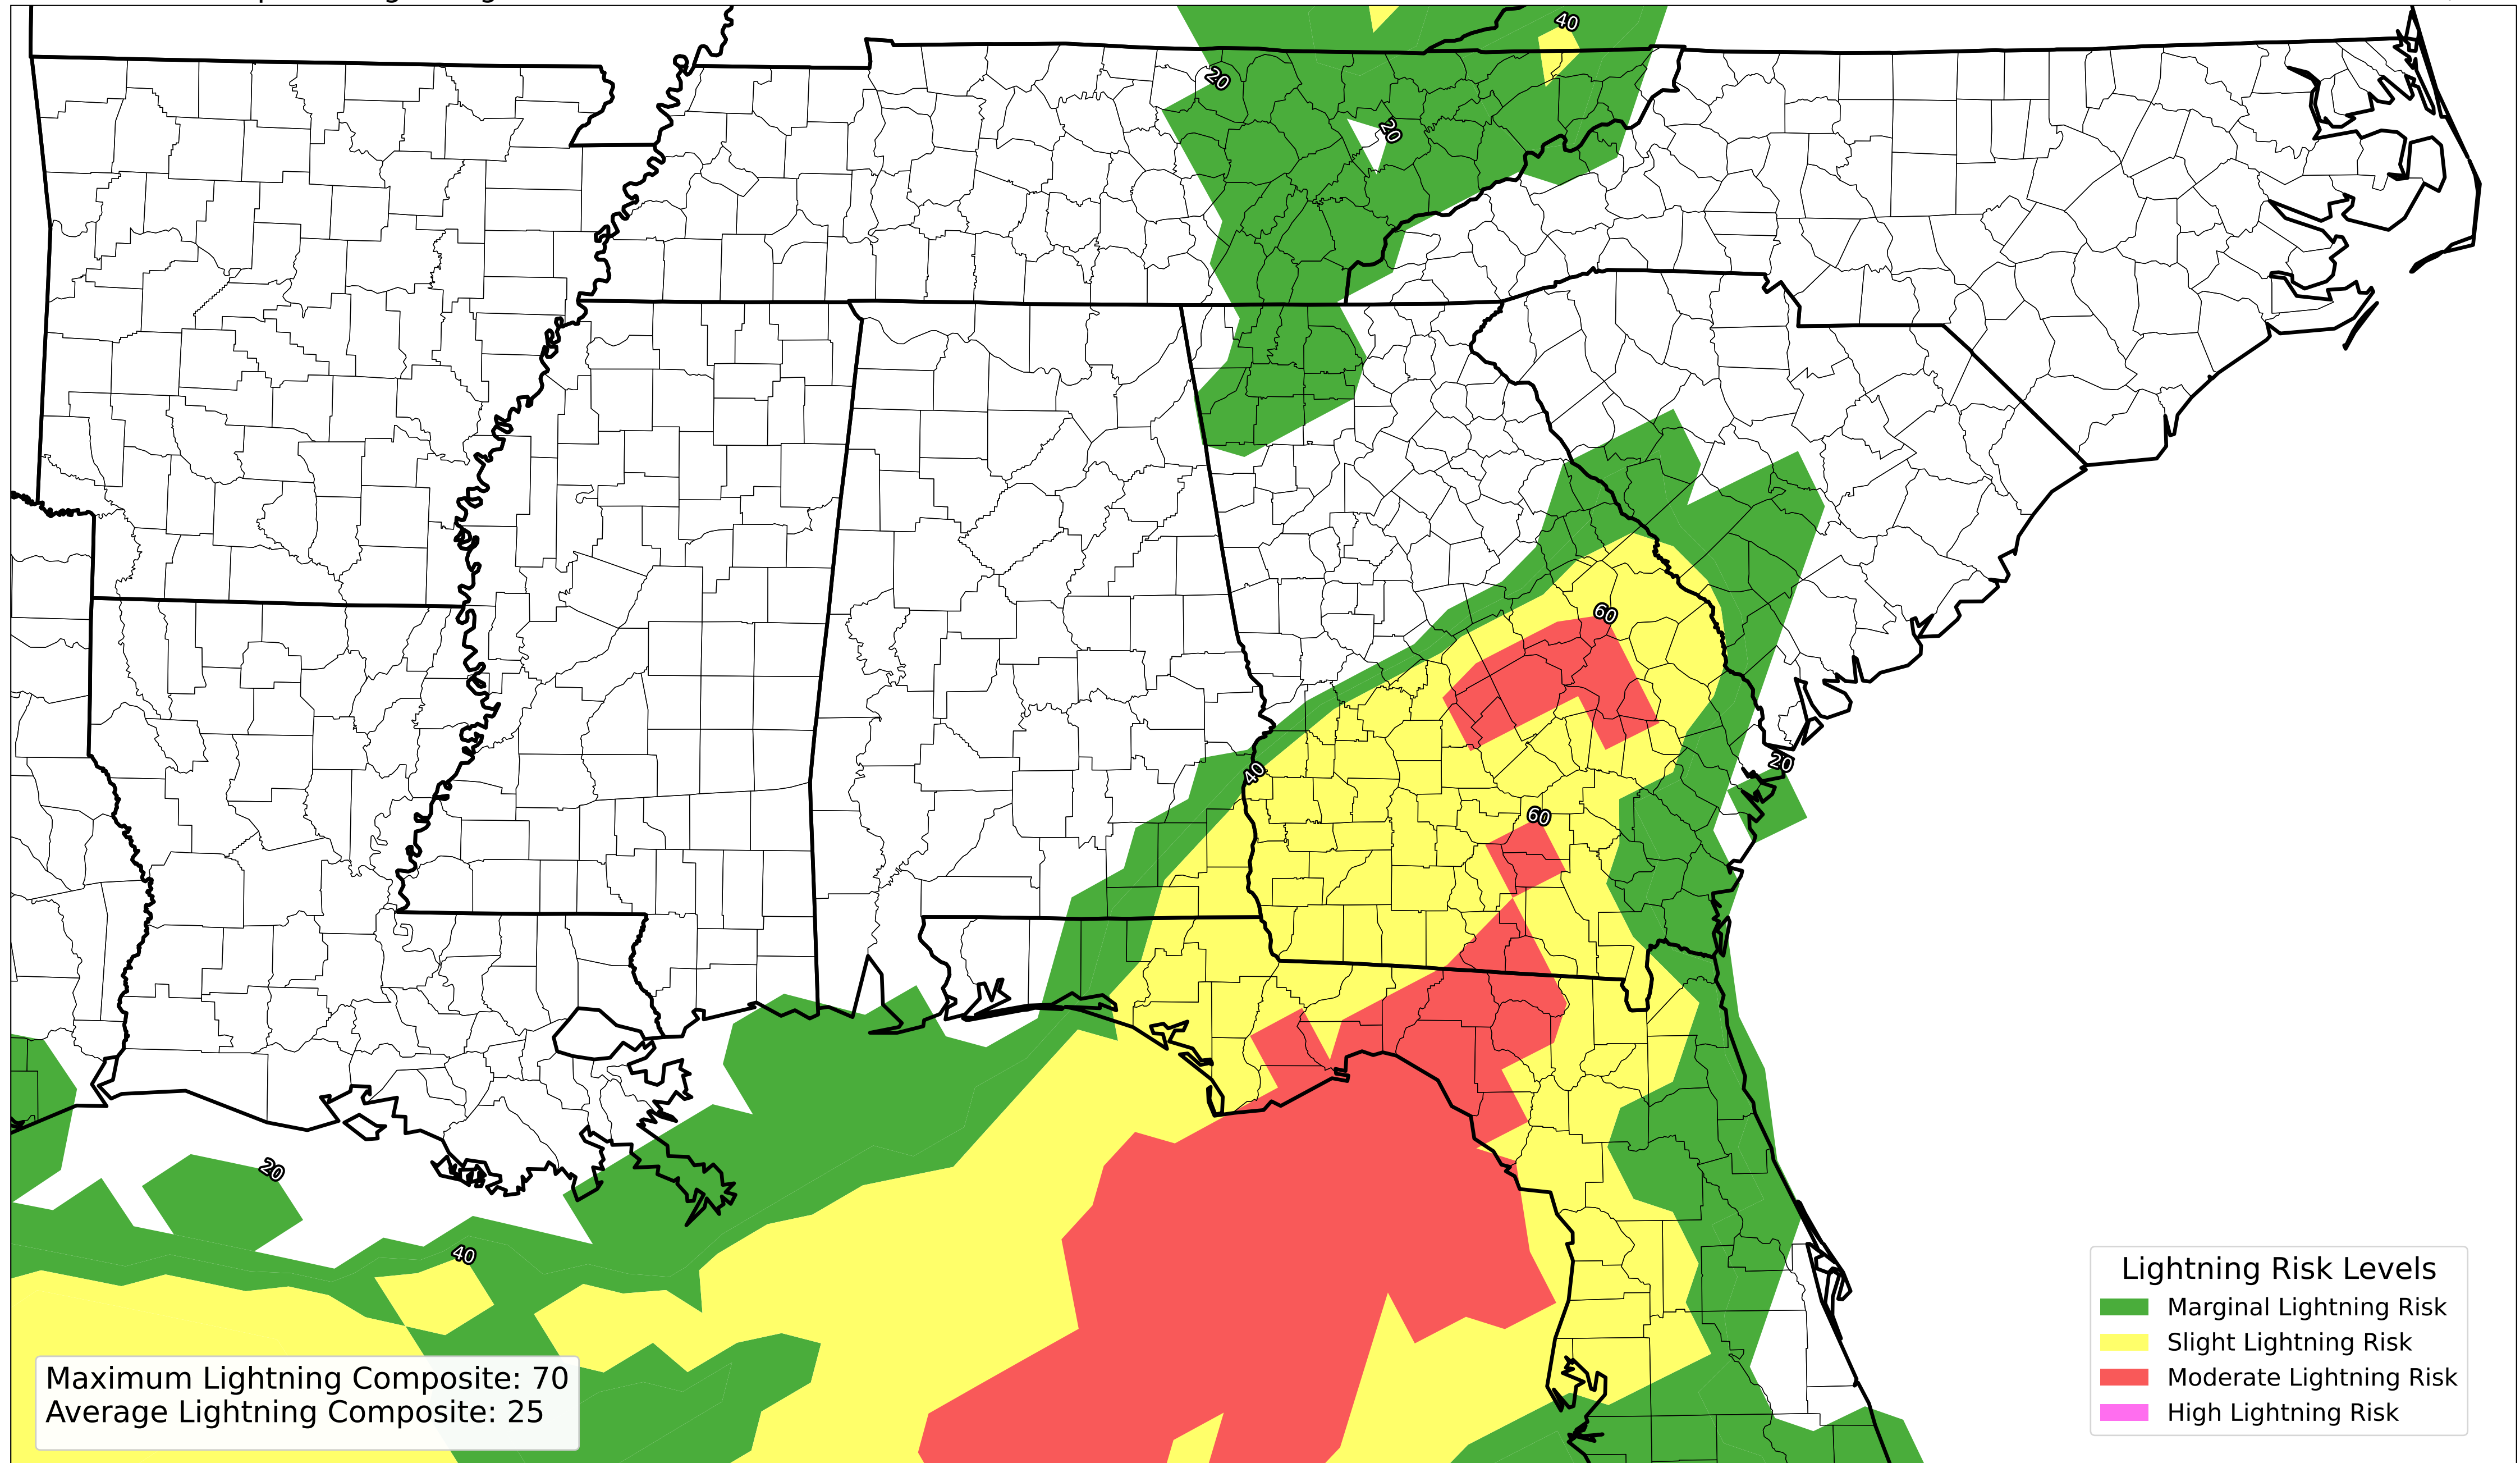 40
20
20
60
40
20
60
20
40
Lightning Risk Levels
Marginal Lightning Risk
Slight Lightning Risk
Moderate Lightning Risk
High Lightning Risk
Maximum Lightning Composite: 70
Average Lightning Composite: 25